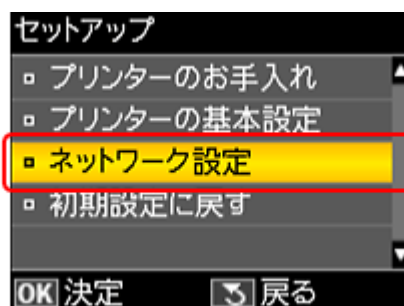 セットアップ
プリンターのお手入れ
プリンターの基本設定
ネットワーク設定
初期設定に戻す
OK 決定 戻る